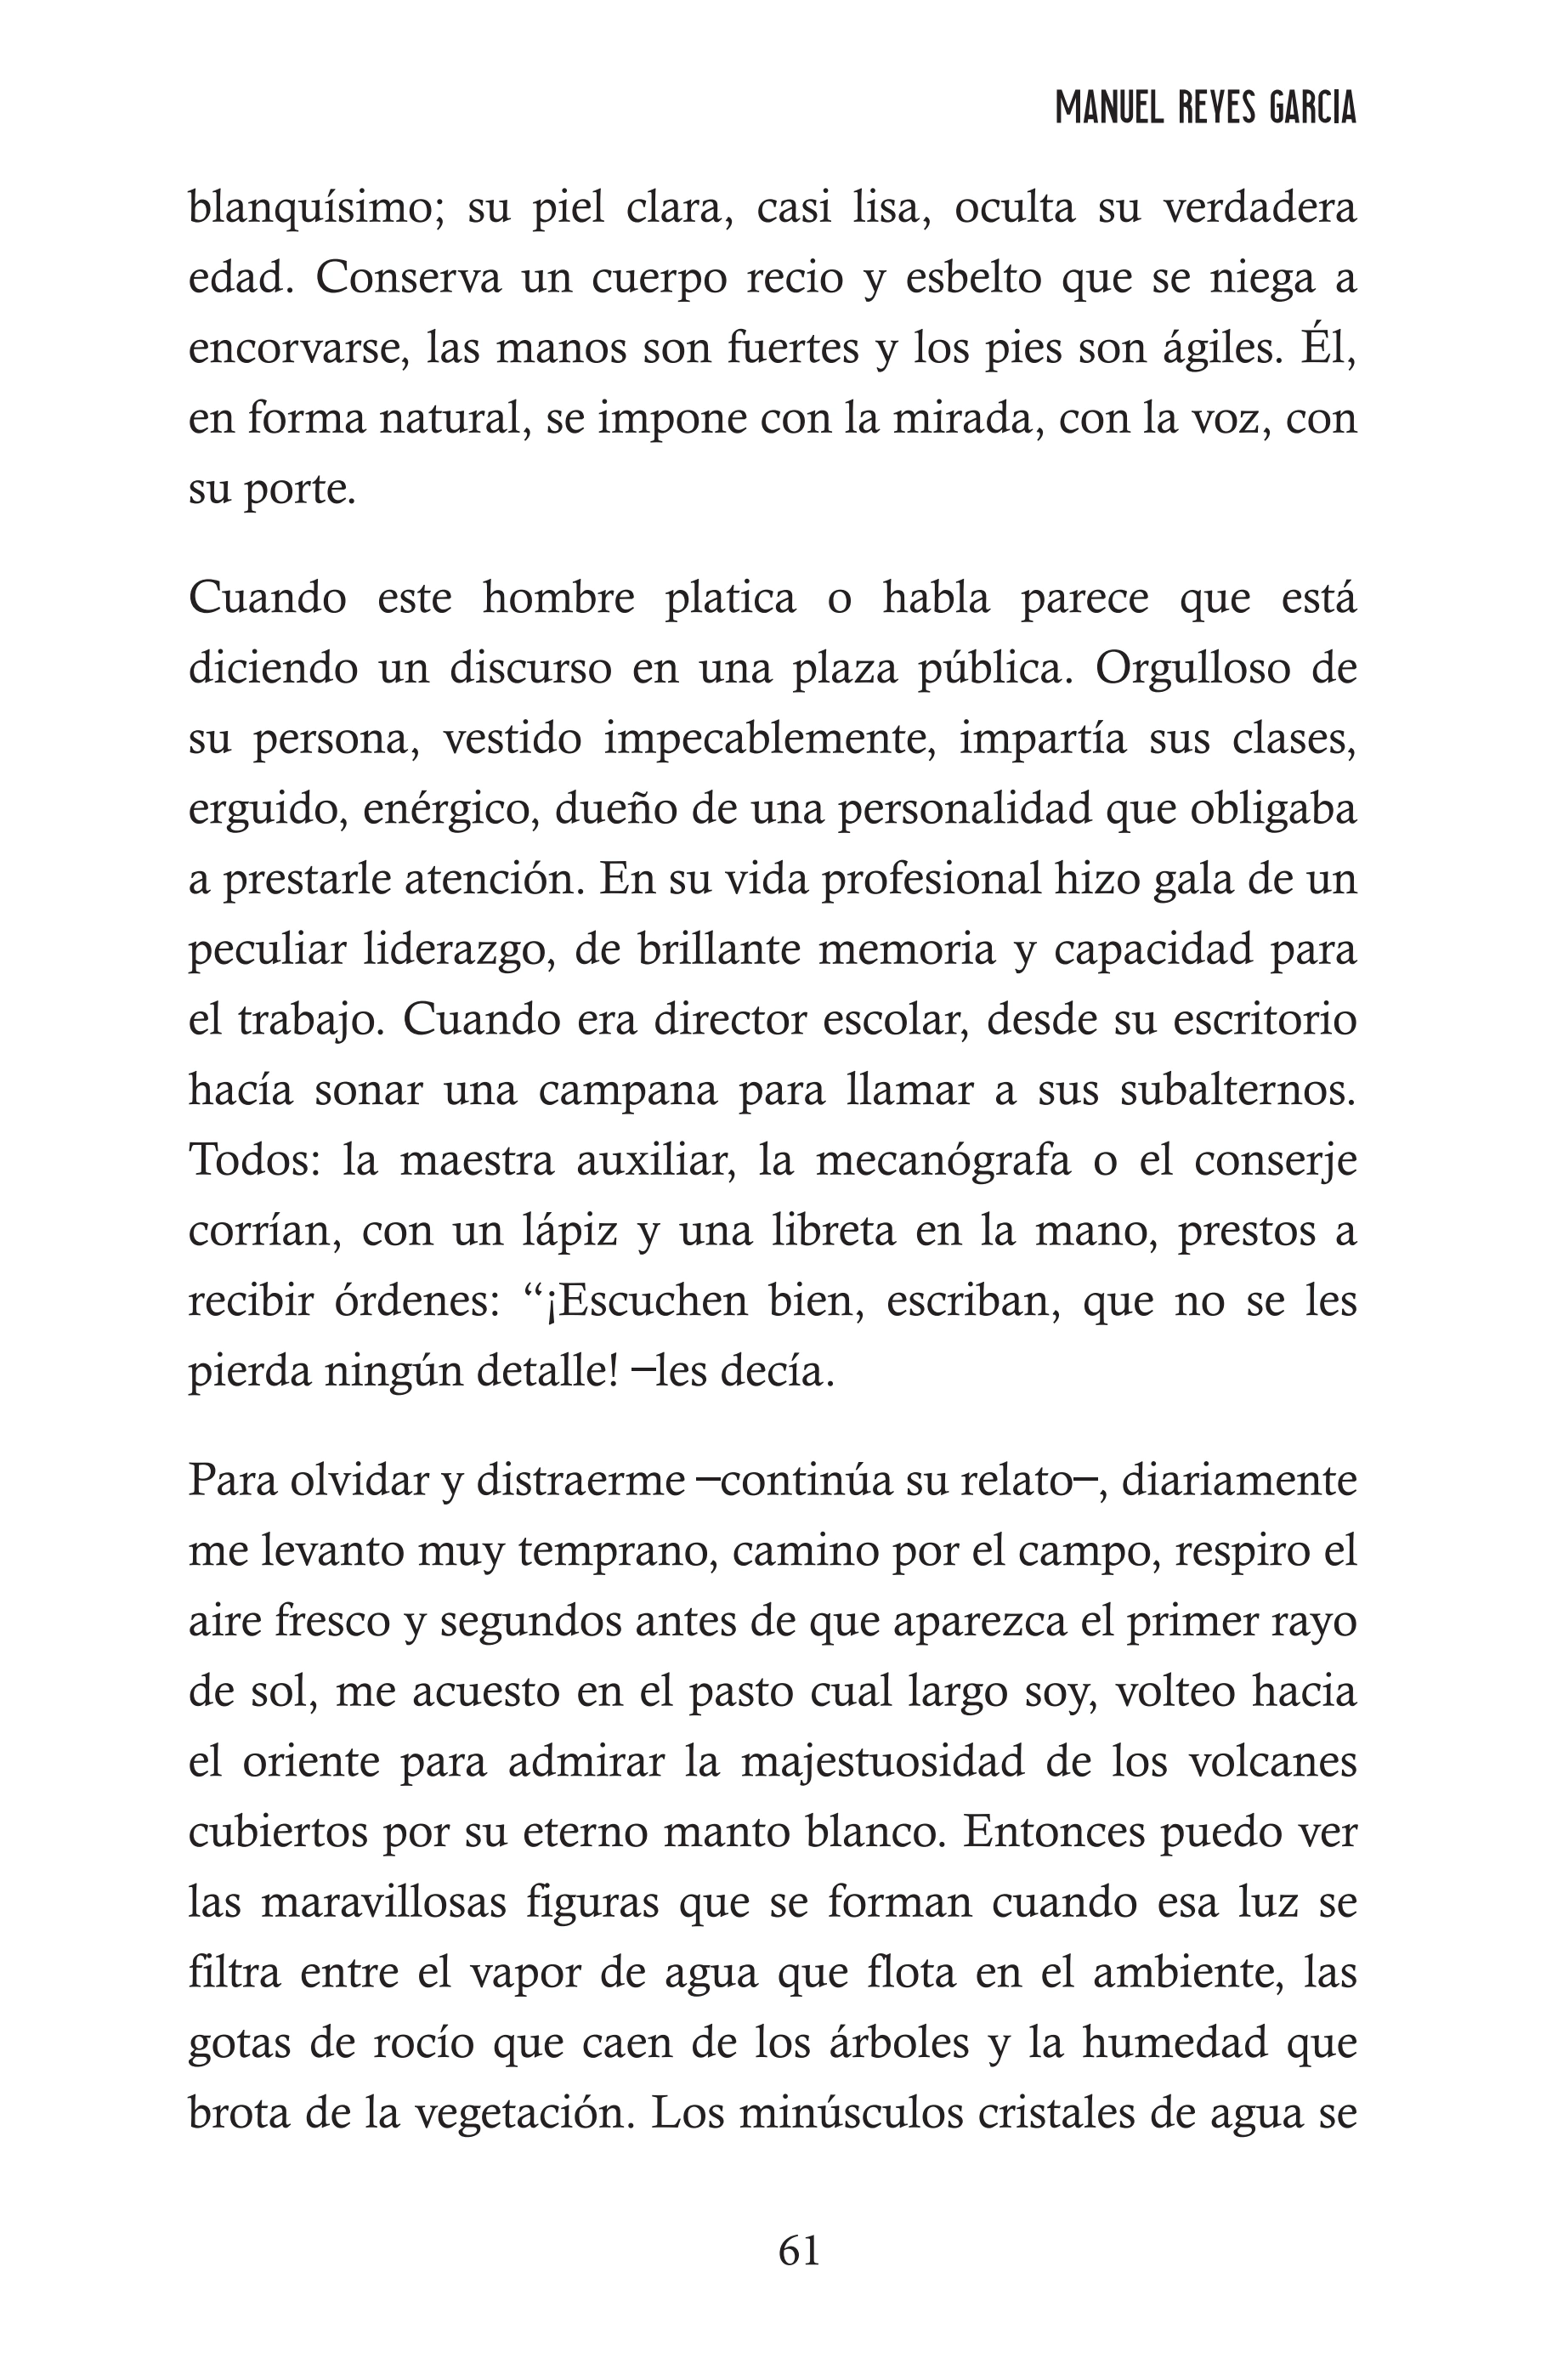 MANUEL REYES GARCIA
blanquísimo; su piel clara, casi lisa, oculta su verdadera
edad. Conserva un cuerpo recio y esbelto que se niega a
encorvarse, las manos son fuertes y los pies son ágiles. Él,
en forma natural, se impone con la mirada, con la voz, con
su porte.
Cuando este hombre platica o habla parece que está
diciendo un discurso en una plaza pública. Orgulloso de
su persona, vestido impecablemente, impartía sus clases,
erguido, enérgico, dueño de una personalidad que obligaba
a prestarle atención. En su vida profesional hizo gala de un
peculiar liderazgo, de brillante memoria y capacidad para
el trabajo. Cuando era director escolar, desde su escritorio
hacía sonar una campana para llamar a sus subalternos.
Todos: la maestra auxiliar, la mecanógrafa o el conserje
corrían, con un lápiz y una libreta en la mano, prestos a
recibir órdenes: “¡Escuchen bien, escriban, que no se les
pierda ningún detalle! –les decía.
Para olvidar y distraerme –continúa su relato–, diariamente
me levanto muy temprano, camino por el campo, respiro el
aire fresco y segundos antes de que aparezca el primer rayo
de sol, me acuesto en el pasto cual largo soy, volteo hacia
el oriente para admirar la majestuosidad de los volcanes
cubiertos por su eterno manto blanco. Entonces puedo ver
las maravillosas figuras que se forman cuando esa luz se
filtra entre el vapor de agua que flota en el ambiente, las
gotas de rocío que caen de los árboles y la humedad que
brota de la vegetación. Los minúsculos cristales de agua se
61